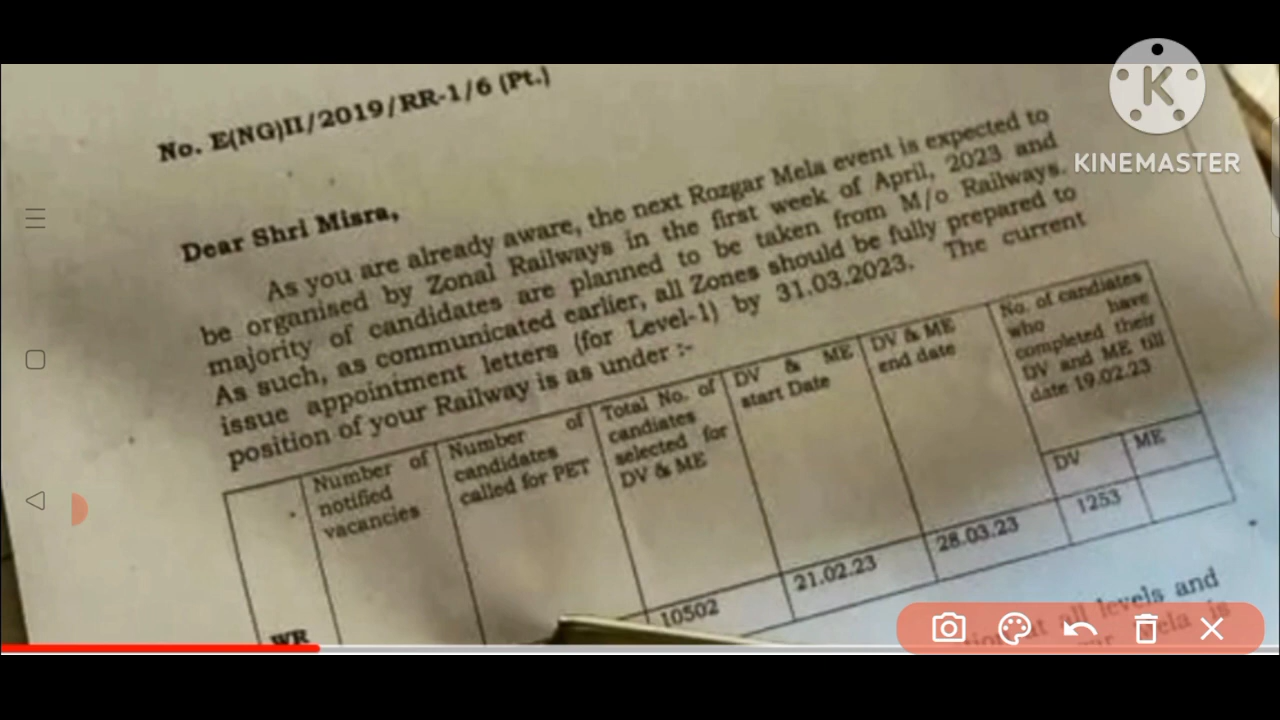 KINEMASTER
No. E(NG)II/2019/RR-1/6 (Pt.)
Dear Shri Misra,
As you are already aware, the next Rozgar Mela event is expected to
be organised by Zonal Railways in the first week of April, 2023 and
majority of candidates are planned to be taken from M/o Railways.
As such, as communicated earlier, all Zones should be fully prepared to
issue appointment letters (for Level-1) by 31.03.2023. The current
position of your Railway is as under :-
Number of
notified
vacancies
Number of
candidates
called for PET
Total No. of
candiates
selected for
DV & ME
DV & ME
start Date
DV & ME
end date
No. of candiates
who have
completed their
DV and ME till
date 19.02.23
DV
ME
WR
10502
21.02.23
28.03.23
1253
at all levels and
Mela is